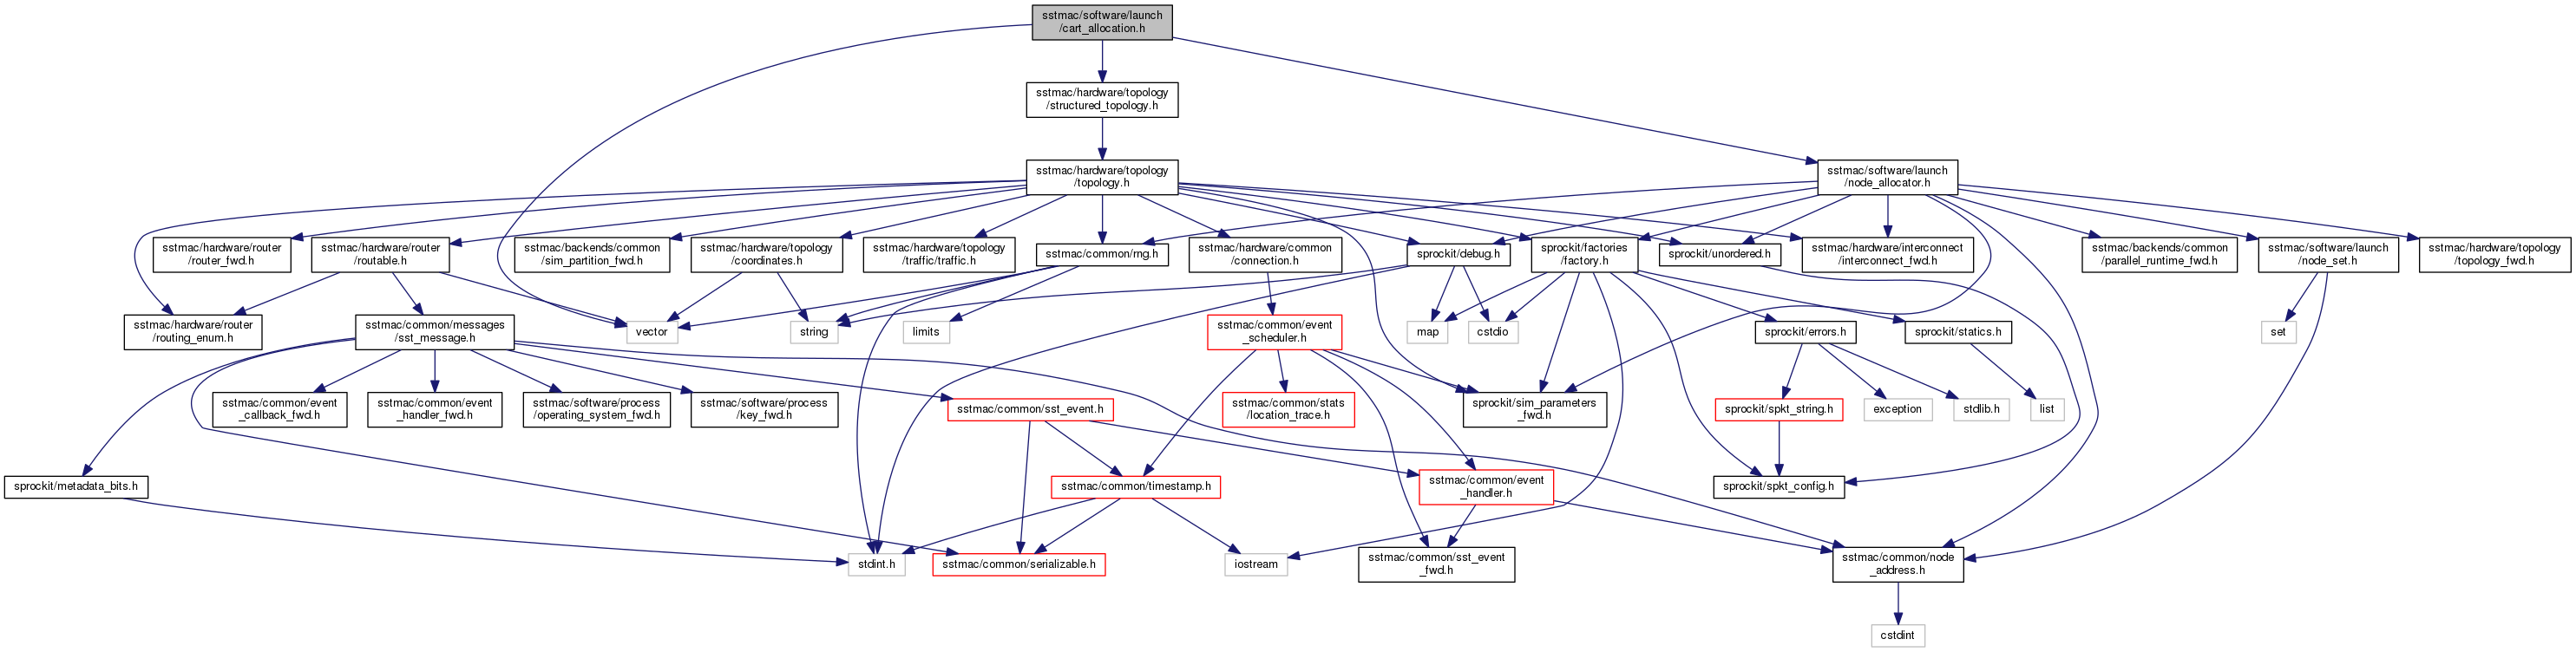 sstmac/software/launch
/cart_allocation.h
sstmac/hardware/topology
/structured_topology.h
sstmac/hardware/topology
/topology.h
sstmac/software/launch
/node_allocator.h
sstmac/hardware/router
/router_fwd.h
sstmac/hardware/router
/routable.h
sstmac/backends/common
/sim_partition_fwd.h
sstmac/hardware/topology
/coordinates.h
sstmac/hardware/topology
/traffic/traffic.h
sstmac/common/rng.h
sstmac/hardware/common
/connection.h
sprockit/debug.h
sprockit/factories
/factory.h
sprockit/unordered.h
sstmac/hardware/interconnect
/interconnect_fwd.h
sstmac/backends/common
/parallel_runtime_fwd.h
sstmac/software/launch
/node_set.h
sstmac/hardware/topology
/topology_fwd.h
sstmac/hardware/router
/routing_enum.h
sstmac/common/messages
/sst_message.h
vector
string
limits
sstmac/common/event
_scheduler.h
map
cstdio
sprockit/errors.h
sprockit/statics.h
set
sstmac/common/event
_callback_fwd.h
sstmac/common/event
_handler_fwd.h
sstmac/software/process
/operating_system_fwd.h
sstmac/software/process
/key_fwd.h
sstmac/common/sst_event.h
sstmac/common/stats
/location_trace.h
sprockit/sim_parameters
_fwd.h
sprockit/spkt_string.h
exception
stdlib.h
list
sprockit/metadata_bits.h
sstmac/common/timestamp.h
sstmac/common/event
_handler.h
sprockit/spkt_config.h
stdint.h
sstmac/common/serializable.h
iostream
sstmac/common/sst_event
_fwd.h
sstmac/common/node
_address.h
cstdint